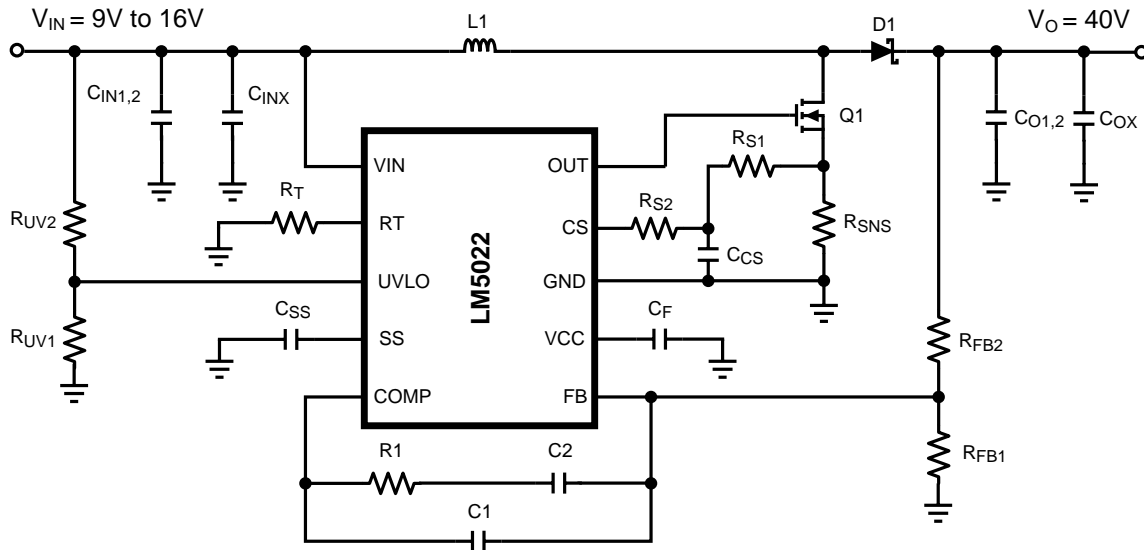 VIN = 9V to 16V
L1
D1
VO = 40V
CIN1,2
CINX
Q1
CO1,2
COX
VIN
OUT
RS1
RT
RUV2
RT
RS2
CS
RSNS
CCS
UVLO
GND
LM5022
CSS
CF
RUV1
SS
VCC
RFB2
COMP
FB
R1
C2
RFB1
C1